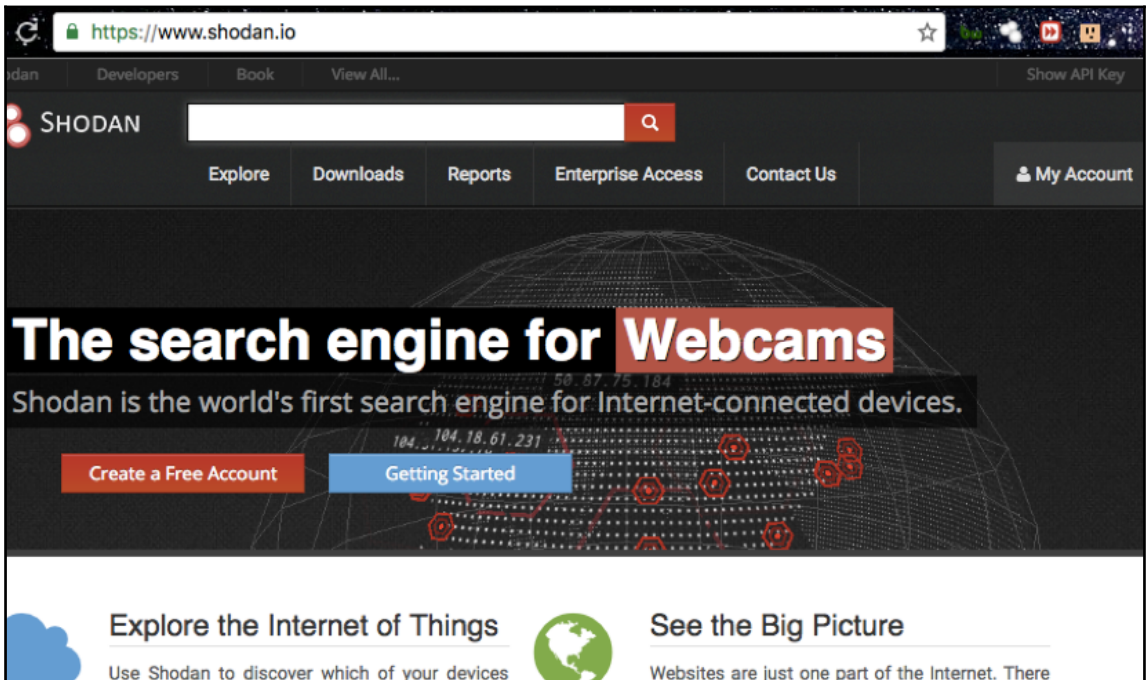 https://www.shodan.io
odan Developers Book View All... Show API Key
SHODAN
Explore Downloads Reports Enterprise Access Contact Us My Account
The search engine for Webcams
50.87.75.184
Shodan is the world's first search engine for Internet-connected devices.
104.18.61.231
Create a Free Account Getting Started
Explore the Internet of Things See the Big Picture
Use Shodan to discover which of your devices Websites are just one part of the Internet. There